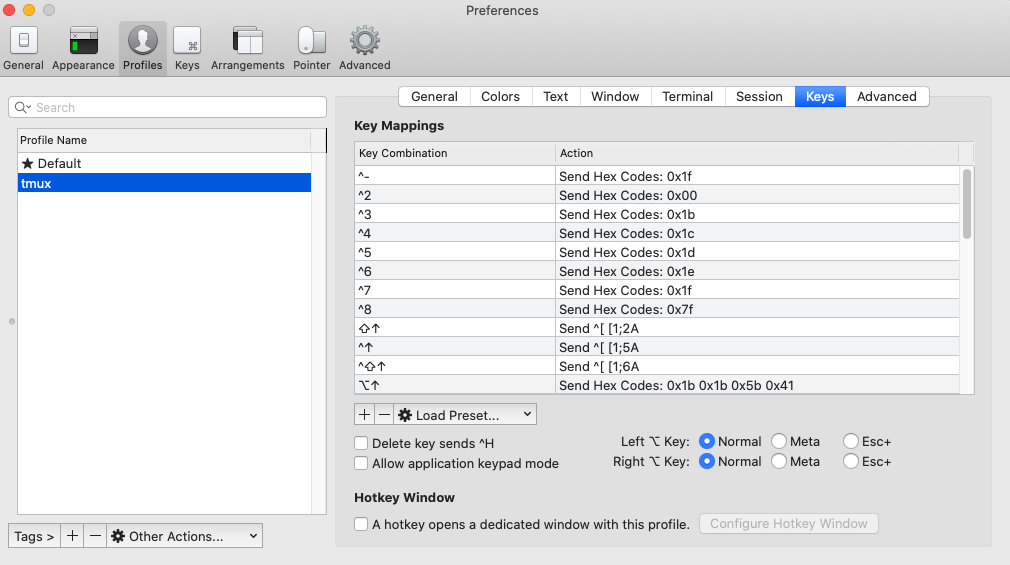 Preferences
General Appearance Profiles Keys Arrangements Pointer Advanced
Search
Profile Name
★ Default
tmux
Tags > + − Other Actions...
General Colors Text Window Terminal Session Keys Advanced
Key Mappings
Key Combination Action
^- Send Hex Codes: 0x1f
^2 Send Hex Codes: 0x00
^3 Send Hex Codes: 0x1b
^4 Send Hex Codes: 0x1c
^5 Send Hex Codes: 0x1d
^6 Send Hex Codes: 0x1e
^7 Send Hex Codes: 0x1f
^8 Send Hex Codes: 0x7f
⇧↑ Send ^[ [1;2A
^↑ Send ^[ [1;5A
^⇧↑ Send ^[ [1;6A
⌥↑ Send Hex Codes: 0x1b 0x1b 0x5b 0x41
+ − Load Preset...
Delete key sends ^H
Allow application keypad mode
Left ⌥ Key: Normal Meta Esc+
Right ⌥ Key: Normal Meta Esc+
Hotkey Window
A hotkey opens a dedicated window with this profile. Configure Hotkey Window